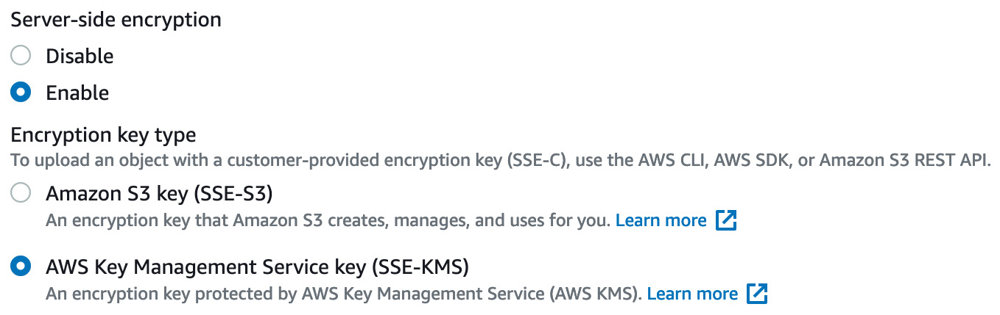 Server-side encryption
Disable
Enable
Encryption key type
To upload an object with a customer-provided encryption key (SSE-C), use the AWS CLI, AWS SDK, or Amazon S3 REST API.
Amazon S3 key (SSE-S3)
An encryption key that Amazon S3 creates, manages, and uses for you. Learn more
AWS Key Management Service key (SSE-KMS)
An encryption key protected by AWS Key Management Service (AWS KMS). Learn more